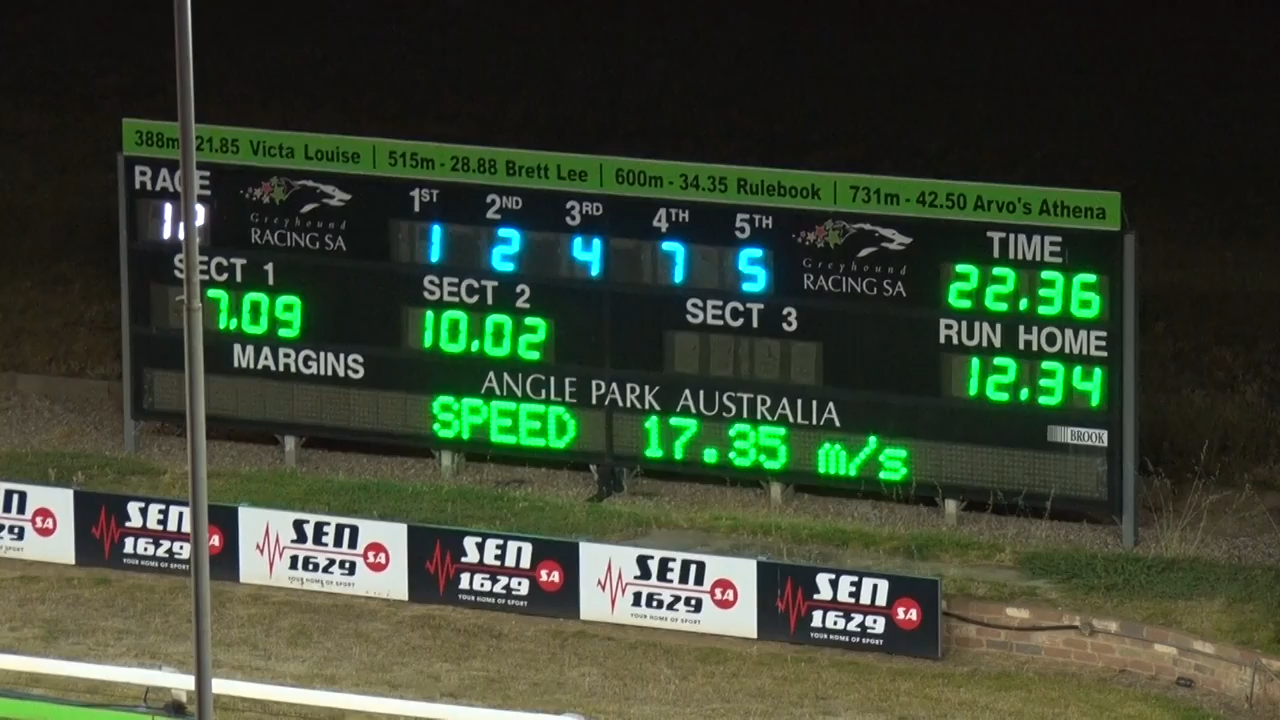 388m 21.85 Victa Louise | 515m - 28.88 Brett Lee | 600m - 34.35 Rulebook | 731m - 42.50 Arvo's Athena
RACE
Greyhound
RACING SA
1ST 2ND 3RD 4TH 5TH
1 2 4 7 5
Greyhound
RACING SA
TIME
22.36
SECT 1
7.09
SECT 2
10.02
SECT 3
RUN HOME
12.34
MARGINS
ANGLE PARK AUSTRALIA
SPEED 17.35 m/s
BROOK
SA
SEN
1629
SA
YOUR HOME OF SPORT
SEN
1629
SA
YOUR HOME OF SPORT
SEN
1629
SA
YOUR HOME OF SPORT
SEN
1629
SA
YOUR HOME OF SPORT
SEN
1629
SA
YOUR HOME OF SPORT